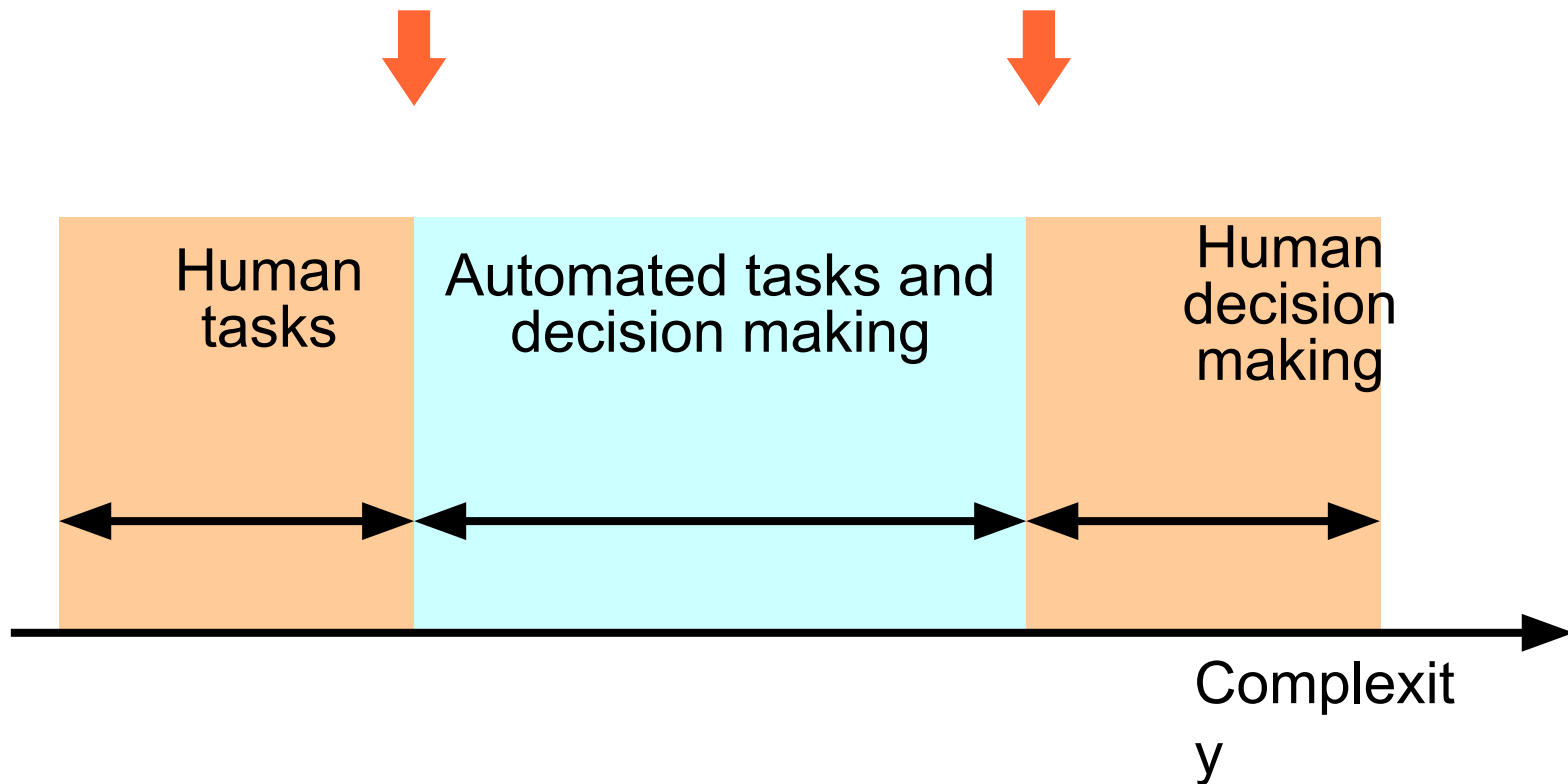 Human
tasks
Automated tasks and
decision making
Human
decision
making
Complexit
y